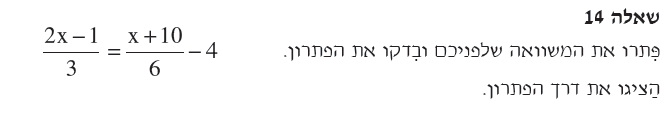 שאלה 14
פִּתרו את המשוואה שלפניכם ובִדקו את הפתרון.
(2x − 1)/3 = (x + 10)/6 − 4
הַציגו את דרך הפתרון.